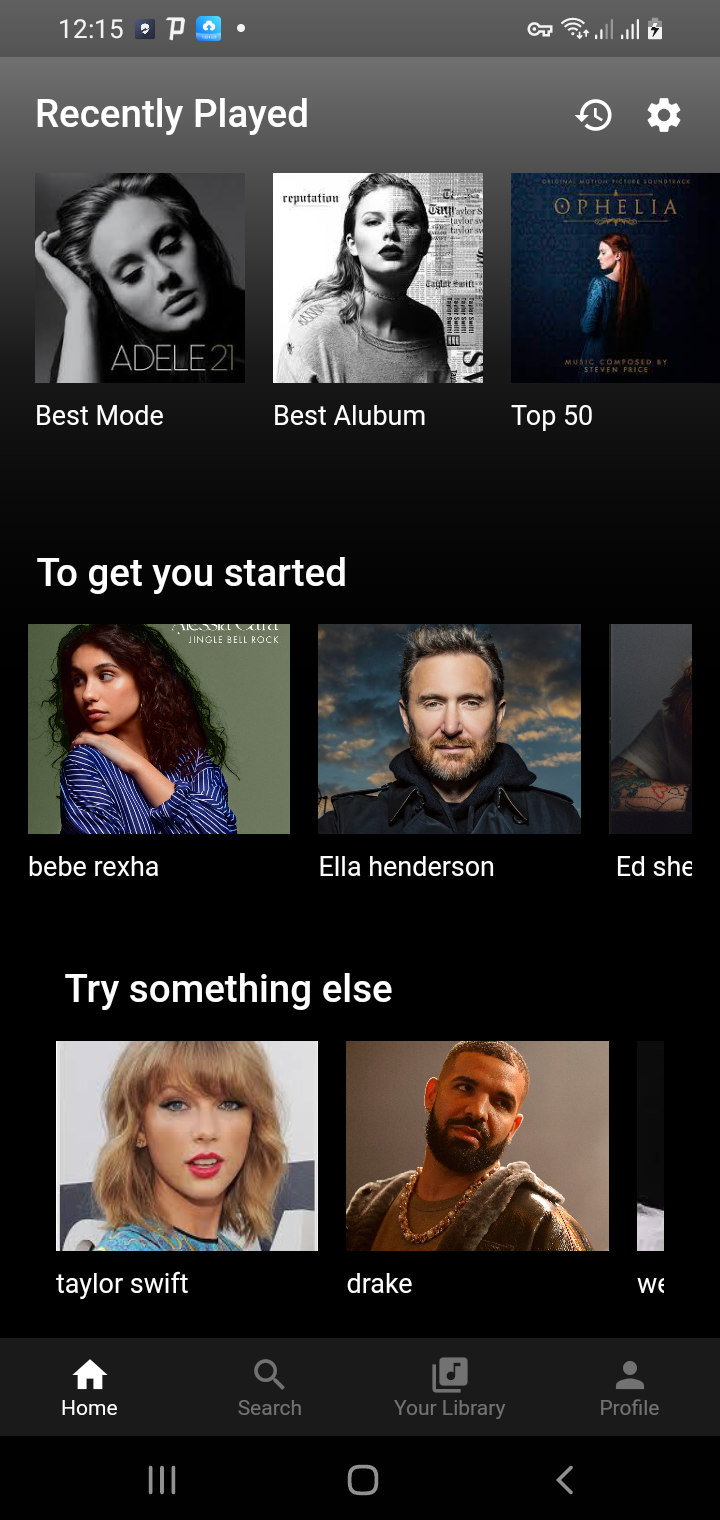 12:15
Recently Played
ADELE 21
reputation
Taylor Swift
ORIGINAL MOTION PICTURE SOUNDTRACK
OPHELIA
MUSIC COMPOSED BY
STEVEN PRICE
Best Mode
Best Alubum
Top 50
To get you started
Alessia Cara
JINGLE BELL ROCK
bebe rexha
Ella henderson
Ed she
Try something else
taylor swift
drake
we
Home
Search
Your Library
Profile